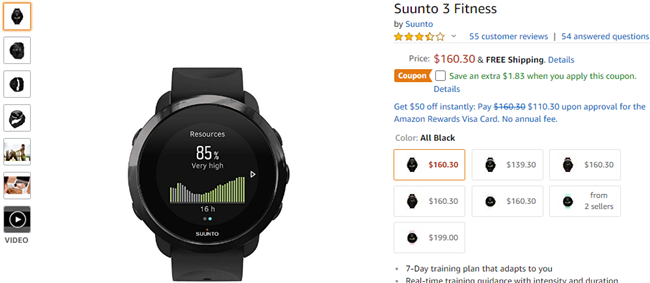 Suunto 3 Fitness
by Suunto
55 customer reviews | 54 answered questions
Price: $160.30 & FREE Shipping. Details
Coupon Save an extra $1.83 when you apply this coupon.
Details
Get $50 off instantly: Pay $160.30 $110.30 upon approval for the
Amazon Rewards Visa Card. No annual fee.
Color: All Black
$160.30 $139.30 $160.30
$160.30 $160.30 from
2 sellers
$199.00
• 7-Day training plan that adapts to you
• Real-time training guidance with intensity and duration
Resources
85%
Very high
16 h
SUUNTO
VIDEO